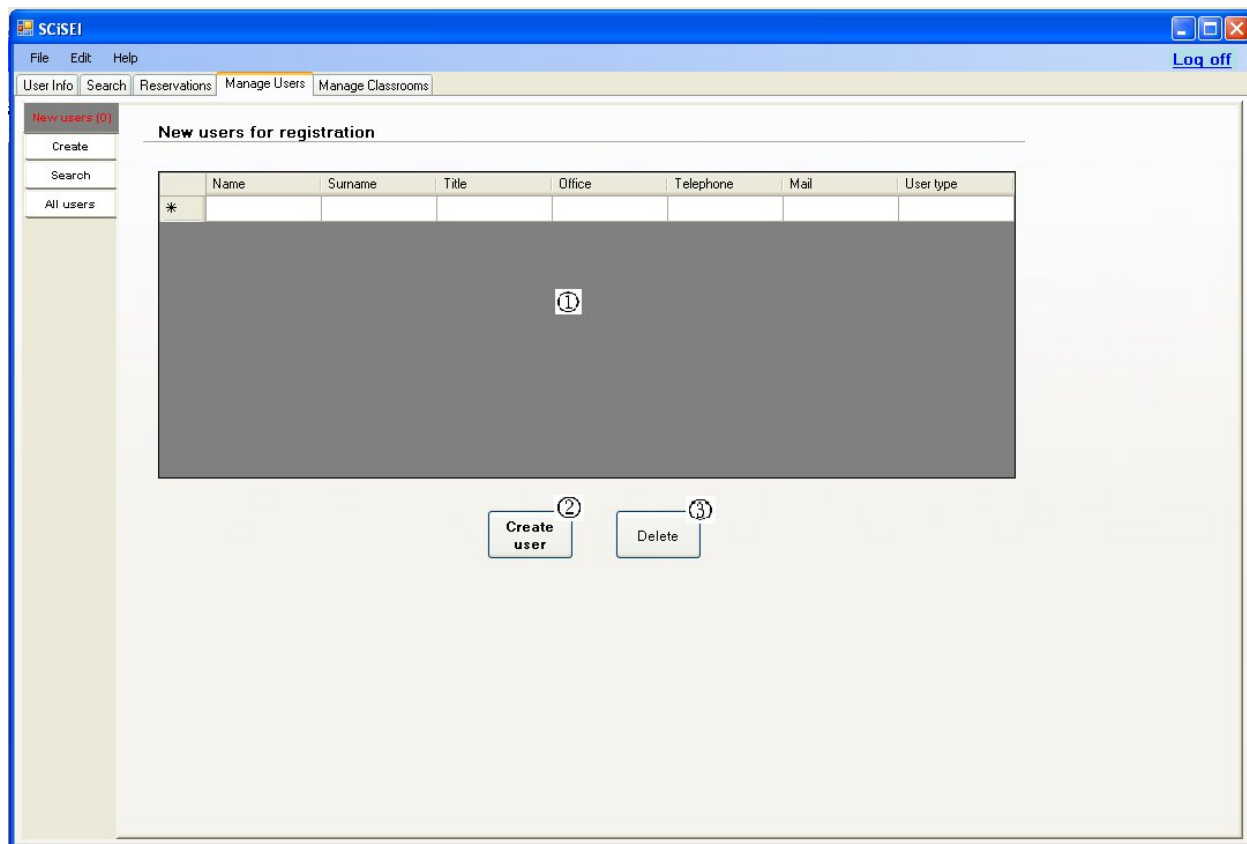 SCiSEI
File Edit Help
Log off
User Info Search Reservations Manage Users Manage Classrooms
New users (0)
Create
Search
All users
New users for registration
Name Surname Title Office Telephone Mail User type
*
①
②
③
Create
user
Delete